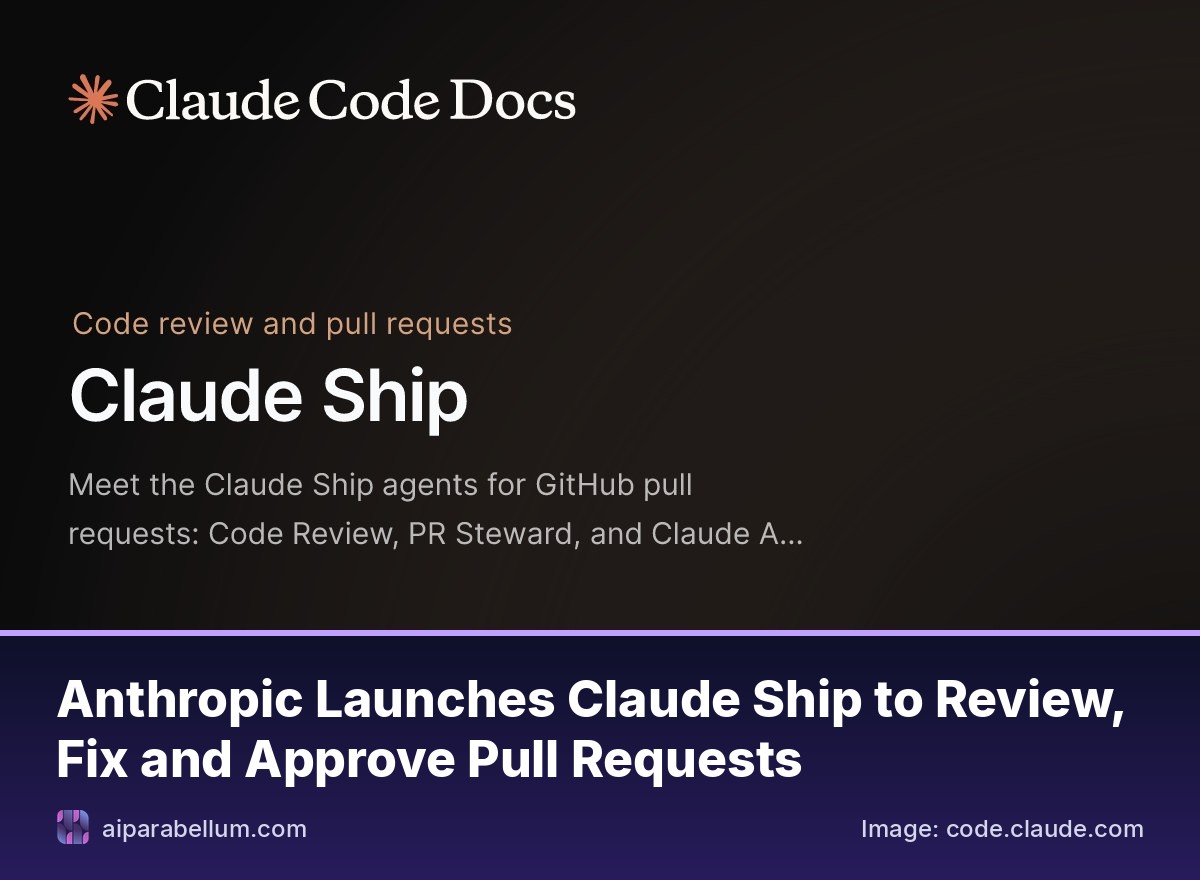 Claude Code Docs
Code review and pull requests
Claude Ship
Meet the Claude Ship agents for GitHub pull
requests: Code Review, PR Steward, and Claude A...
Anthropic Launches Claude Ship to Review,
Fix and Approve Pull Requests
aiparabellum.com
Image: code.claude.com